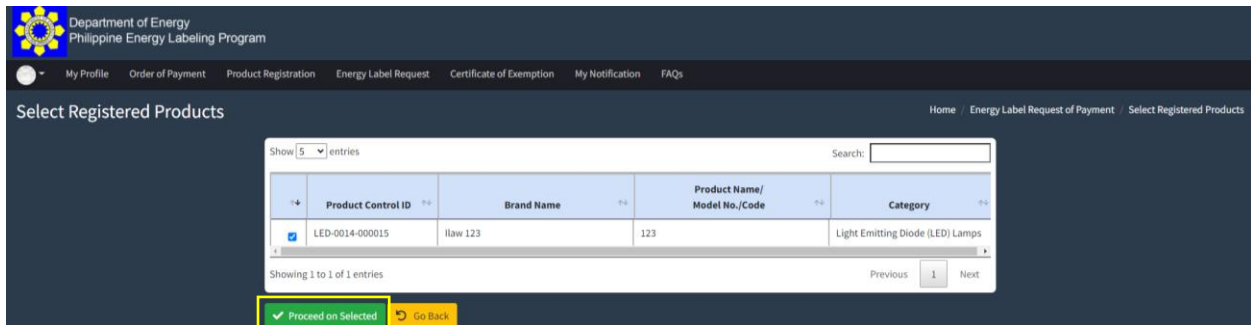 Department of Energy
Philippine Energy Labeling Program
My Profile Order of Payment Product Registration Energy Label Request Certificate of Exemption My Notification FAQs
Select Registered Products
Home / Energy Label Request of Payment / Select Registered Products
Show 5 entries
Search:
Product Control ID Brand Name Product Name/ Model No./Code Category
LED-0014-000015 Ilaw 123 123 Light Emitting Diode (LED) Lamps
Showing 1 to 1 of 1 entries
Previous 1 Next
Proceed on Selected Go Back